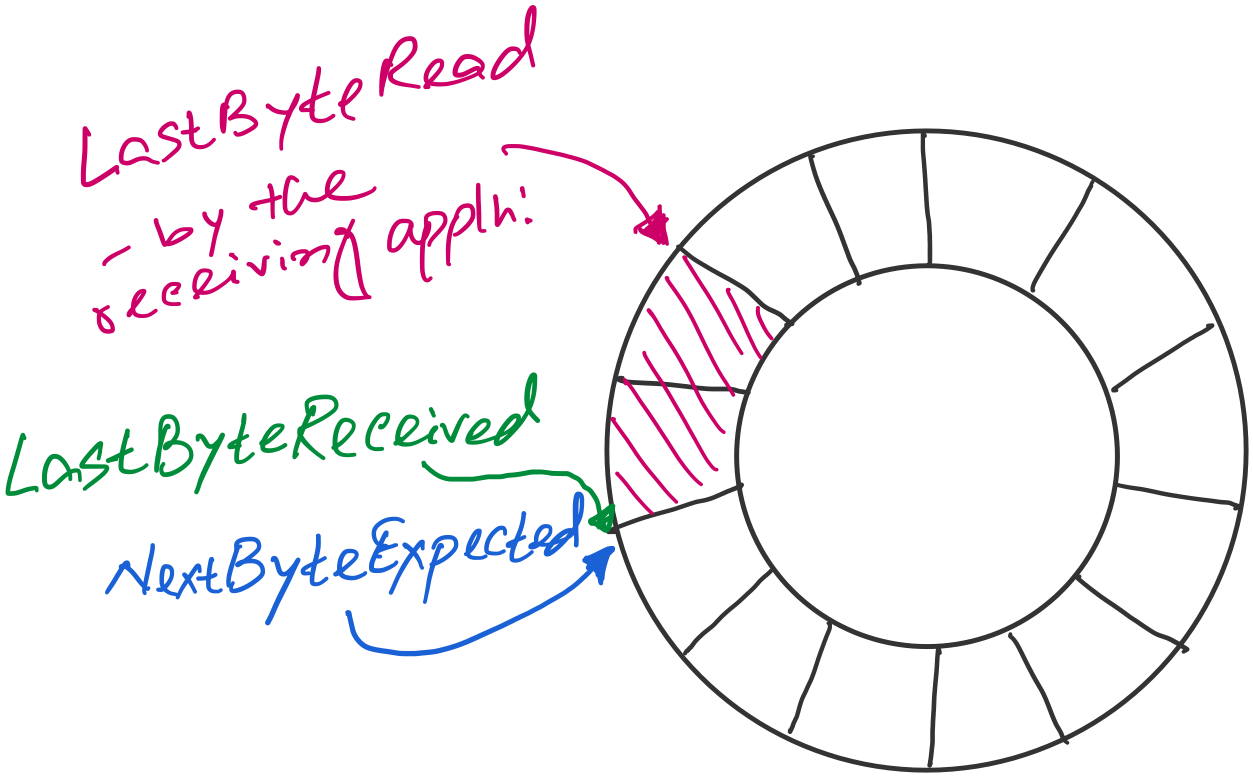 LastByteRead
- by the
receiving appln:
LastByteReceived
NextByteExpected